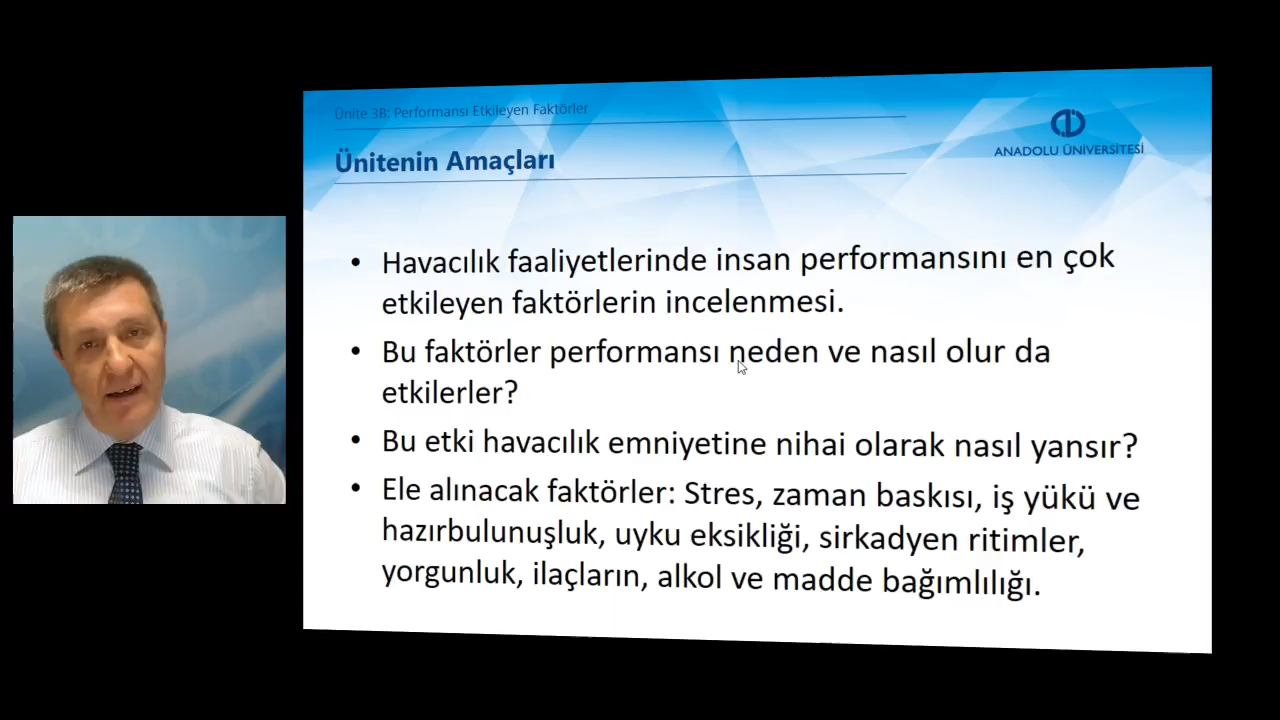 Ünite 3B: Performansı Etkileyen Faktörler
Ünitenin Amaçları
ANADOLU ÜNİVERSİTESİ
• Havacılık faaliyetlerinde insan performansını en çok
etkileyen faktörlerin incelenmesi.
• Bu faktörler performansı neden ve nasıl olur da
etkilerler?
• Bu etki havacılık emniyetine nihai olarak nasıl yansır?
• Ele alınacak faktörler: Stres, zaman baskısı, iş yükü ve
hazırbulunuşluk, uyku eksikliği, sirkadyen ritimler,
yorgunluk, ilaçların, alkol ve madde bağımlılığı.